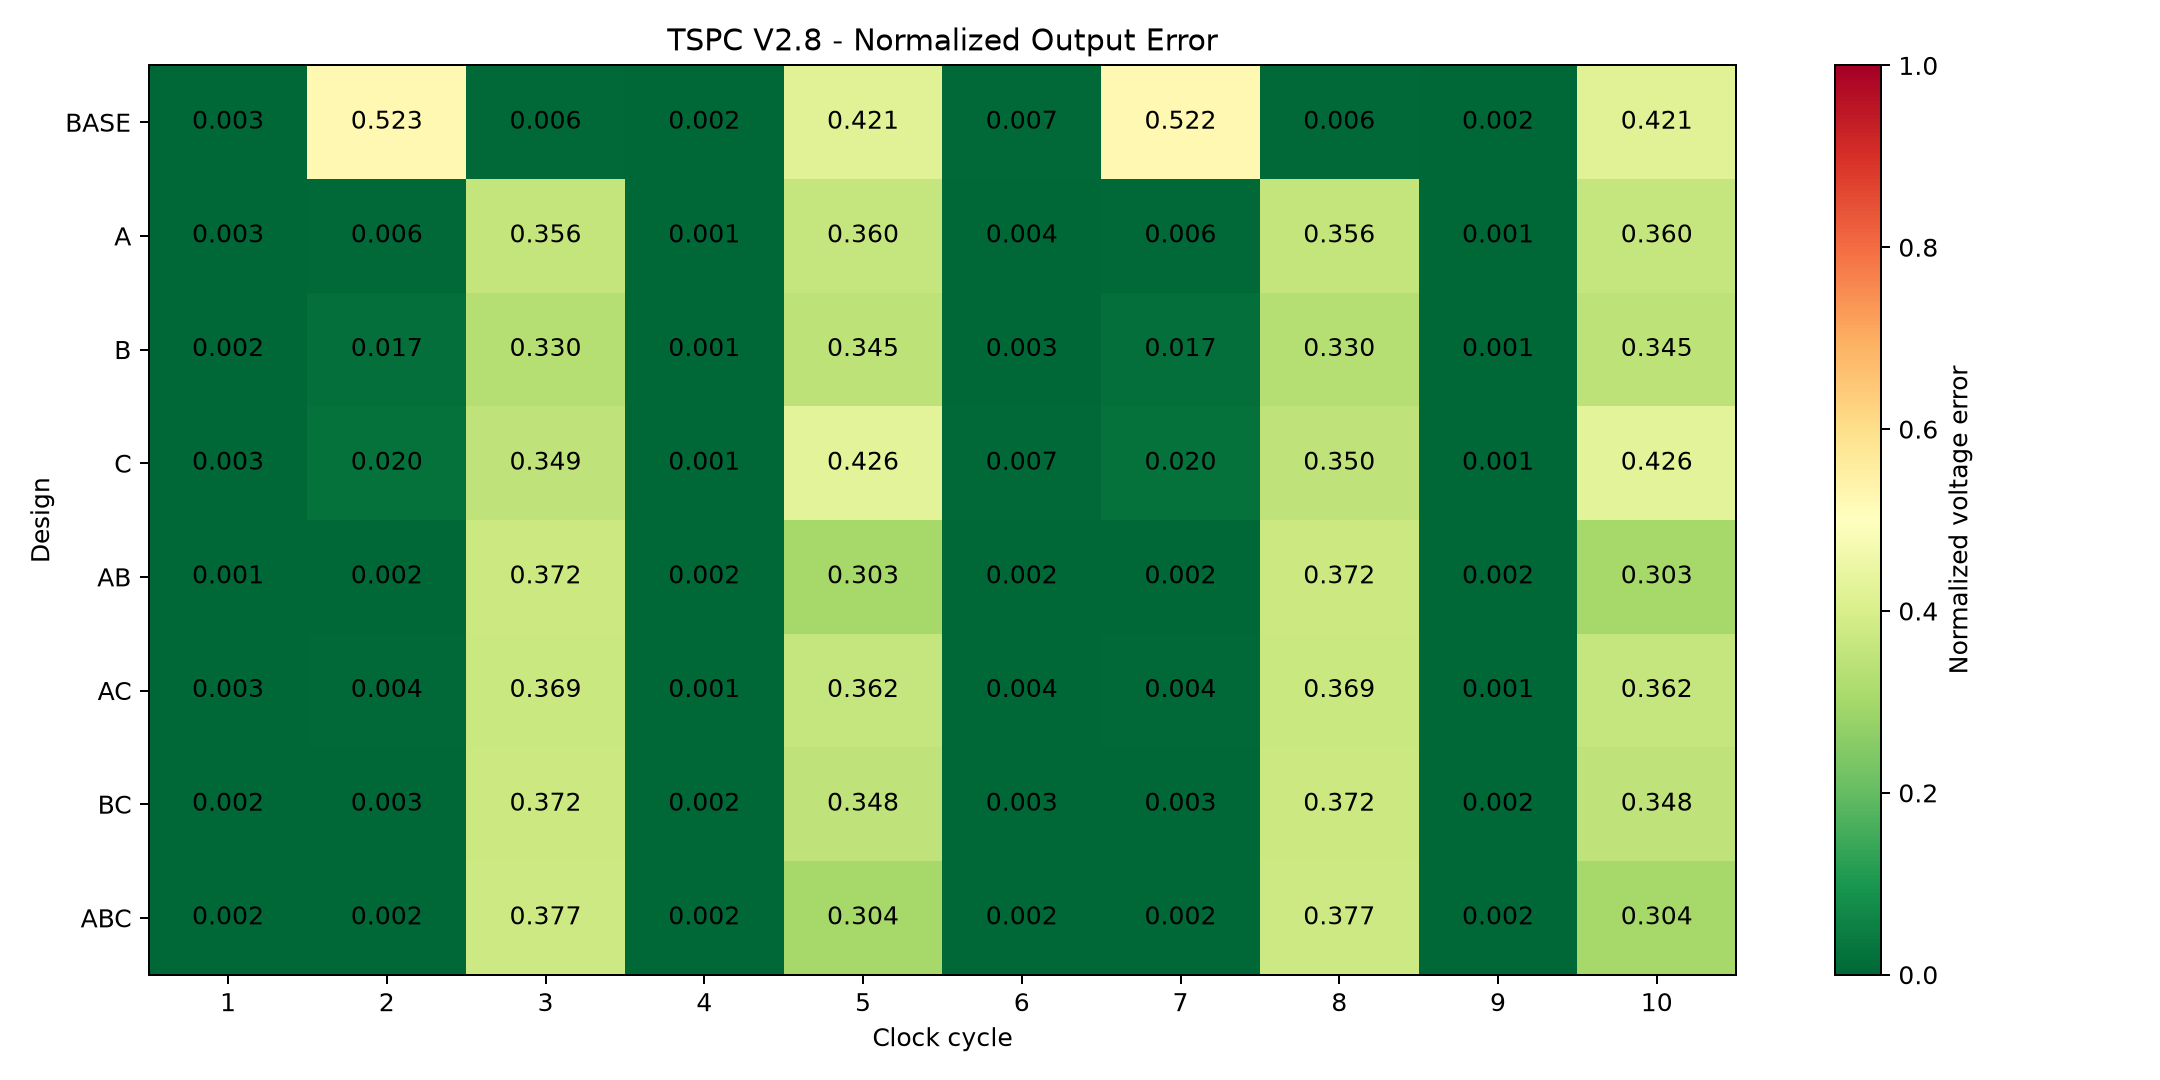 TSPC V2.8 - Normalized Output Error
BASE 0.003 0.523 0.006 0.002 0.421 0.007 0.522 0.006 0.002 0.421
A 0.003 0.006 0.356 0.001 0.360 0.004 0.006 0.356 0.001 0.360
B 0.002 0.017 0.330 0.001 0.345 0.003 0.017 0.330 0.001 0.345
C 0.003 0.020 0.349 0.001 0.426 0.007 0.020 0.350 0.001 0.426
AB 0.001 0.002 0.372 0.002 0.303 0.002 0.002 0.372 0.002 0.303
AC 0.003 0.004 0.369 0.001 0.362 0.004 0.004 0.369 0.001 0.362
BC 0.002 0.003 0.372 0.002 0.348 0.003 0.003 0.372 0.002 0.348
ABC 0.002 0.002 0.377 0.002 0.304 0.002 0.002 0.377 0.002 0.304
1 2 3 4 5 6 7 8 9 10
Clock cycle
Design
1.0
0.8
0.6
0.4
0.2
0.0
Normalized voltage error